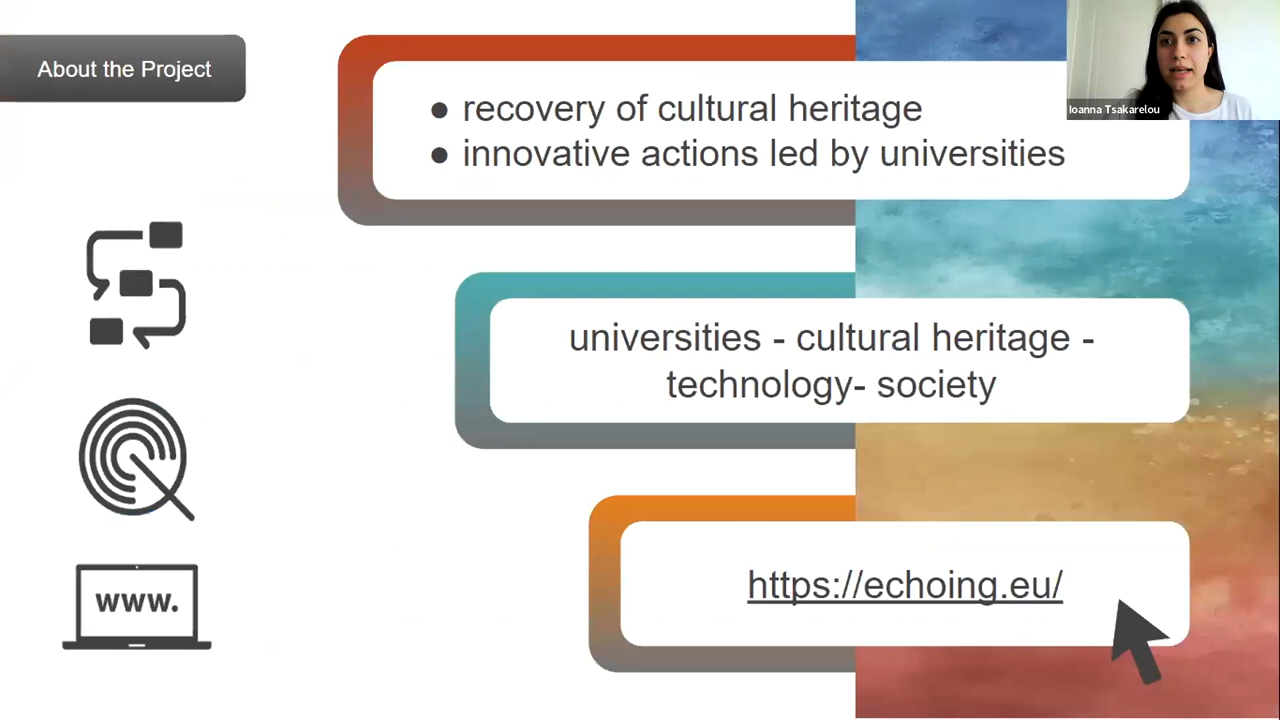 About the Project
● recovery of cultural heritage
● innovative actions led by universities
Ioanna Tsakarelou
universities - cultural heritage -
technology- society
www.
https://echoing.eu/